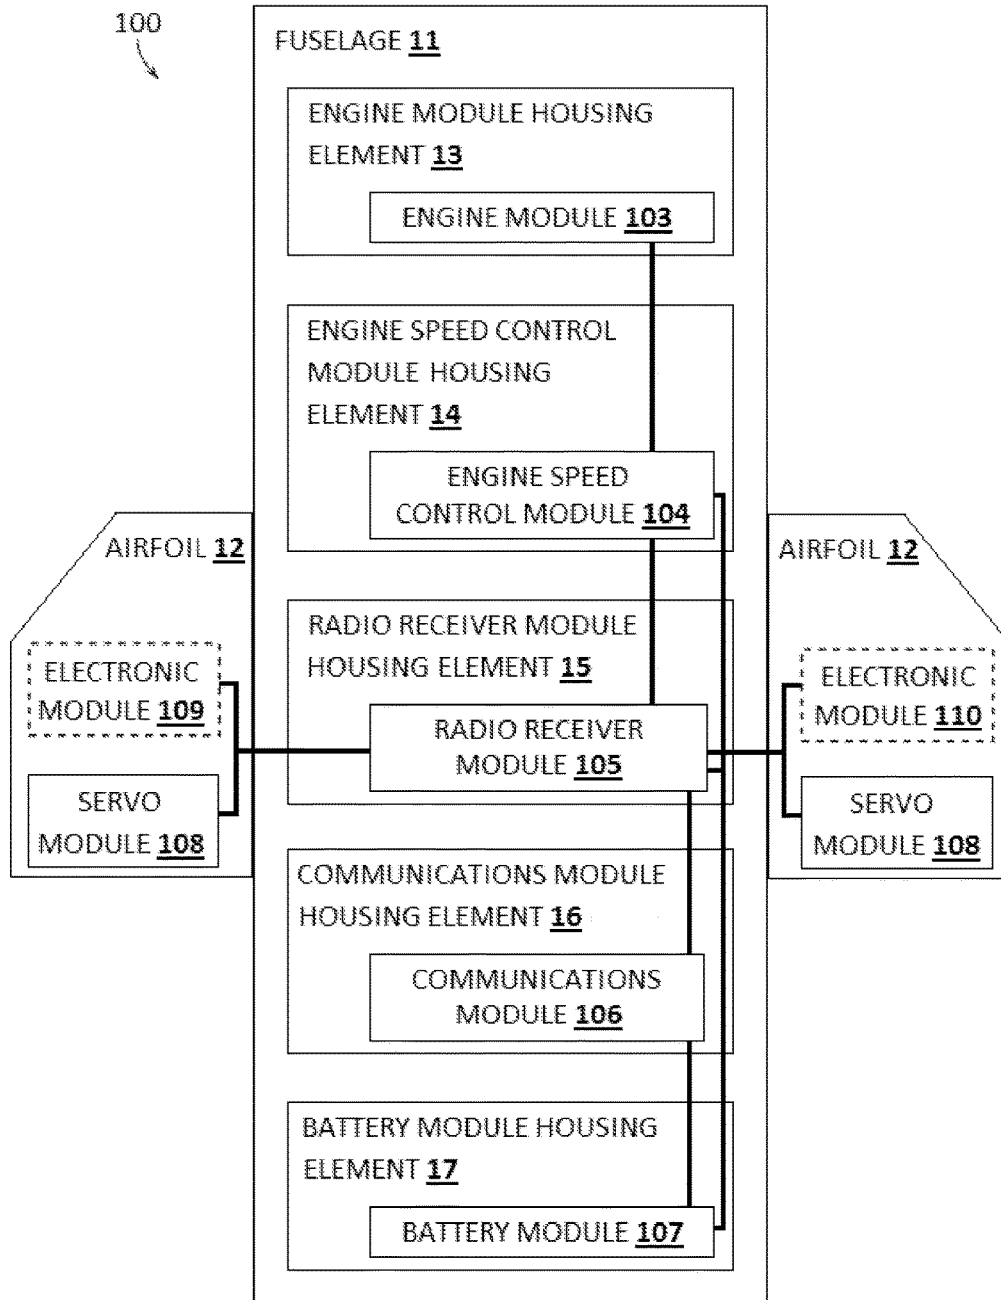 100
FUSELAGE 11
ENGINE MODULE HOUSING
ELEMENT 13
ENGINE MODULE 103
ENGINE SPEED CONTROL
MODULE HOUSING
ELEMENT 14
ENGINE SPEED
CONTROL MODULE 104
AIRFOIL 12
ELECTRONIC
MODULE 109
SERVO
MODULE 108
RADIO RECEIVER MODULE
HOUSING ELEMENT 15
RADIO RECEIVER
MODULE 105
AIRFOIL 12
ELECTRONIC
MODULE 110
SERVO
MODULE 108
COMMUNICATIONS MODULE
HOUSING ELEMENT 16
COMMUNICATIONS
MODULE 106
BATTERY MODULE HOUSING
ELEMENT 17
BATTERY MODULE 107